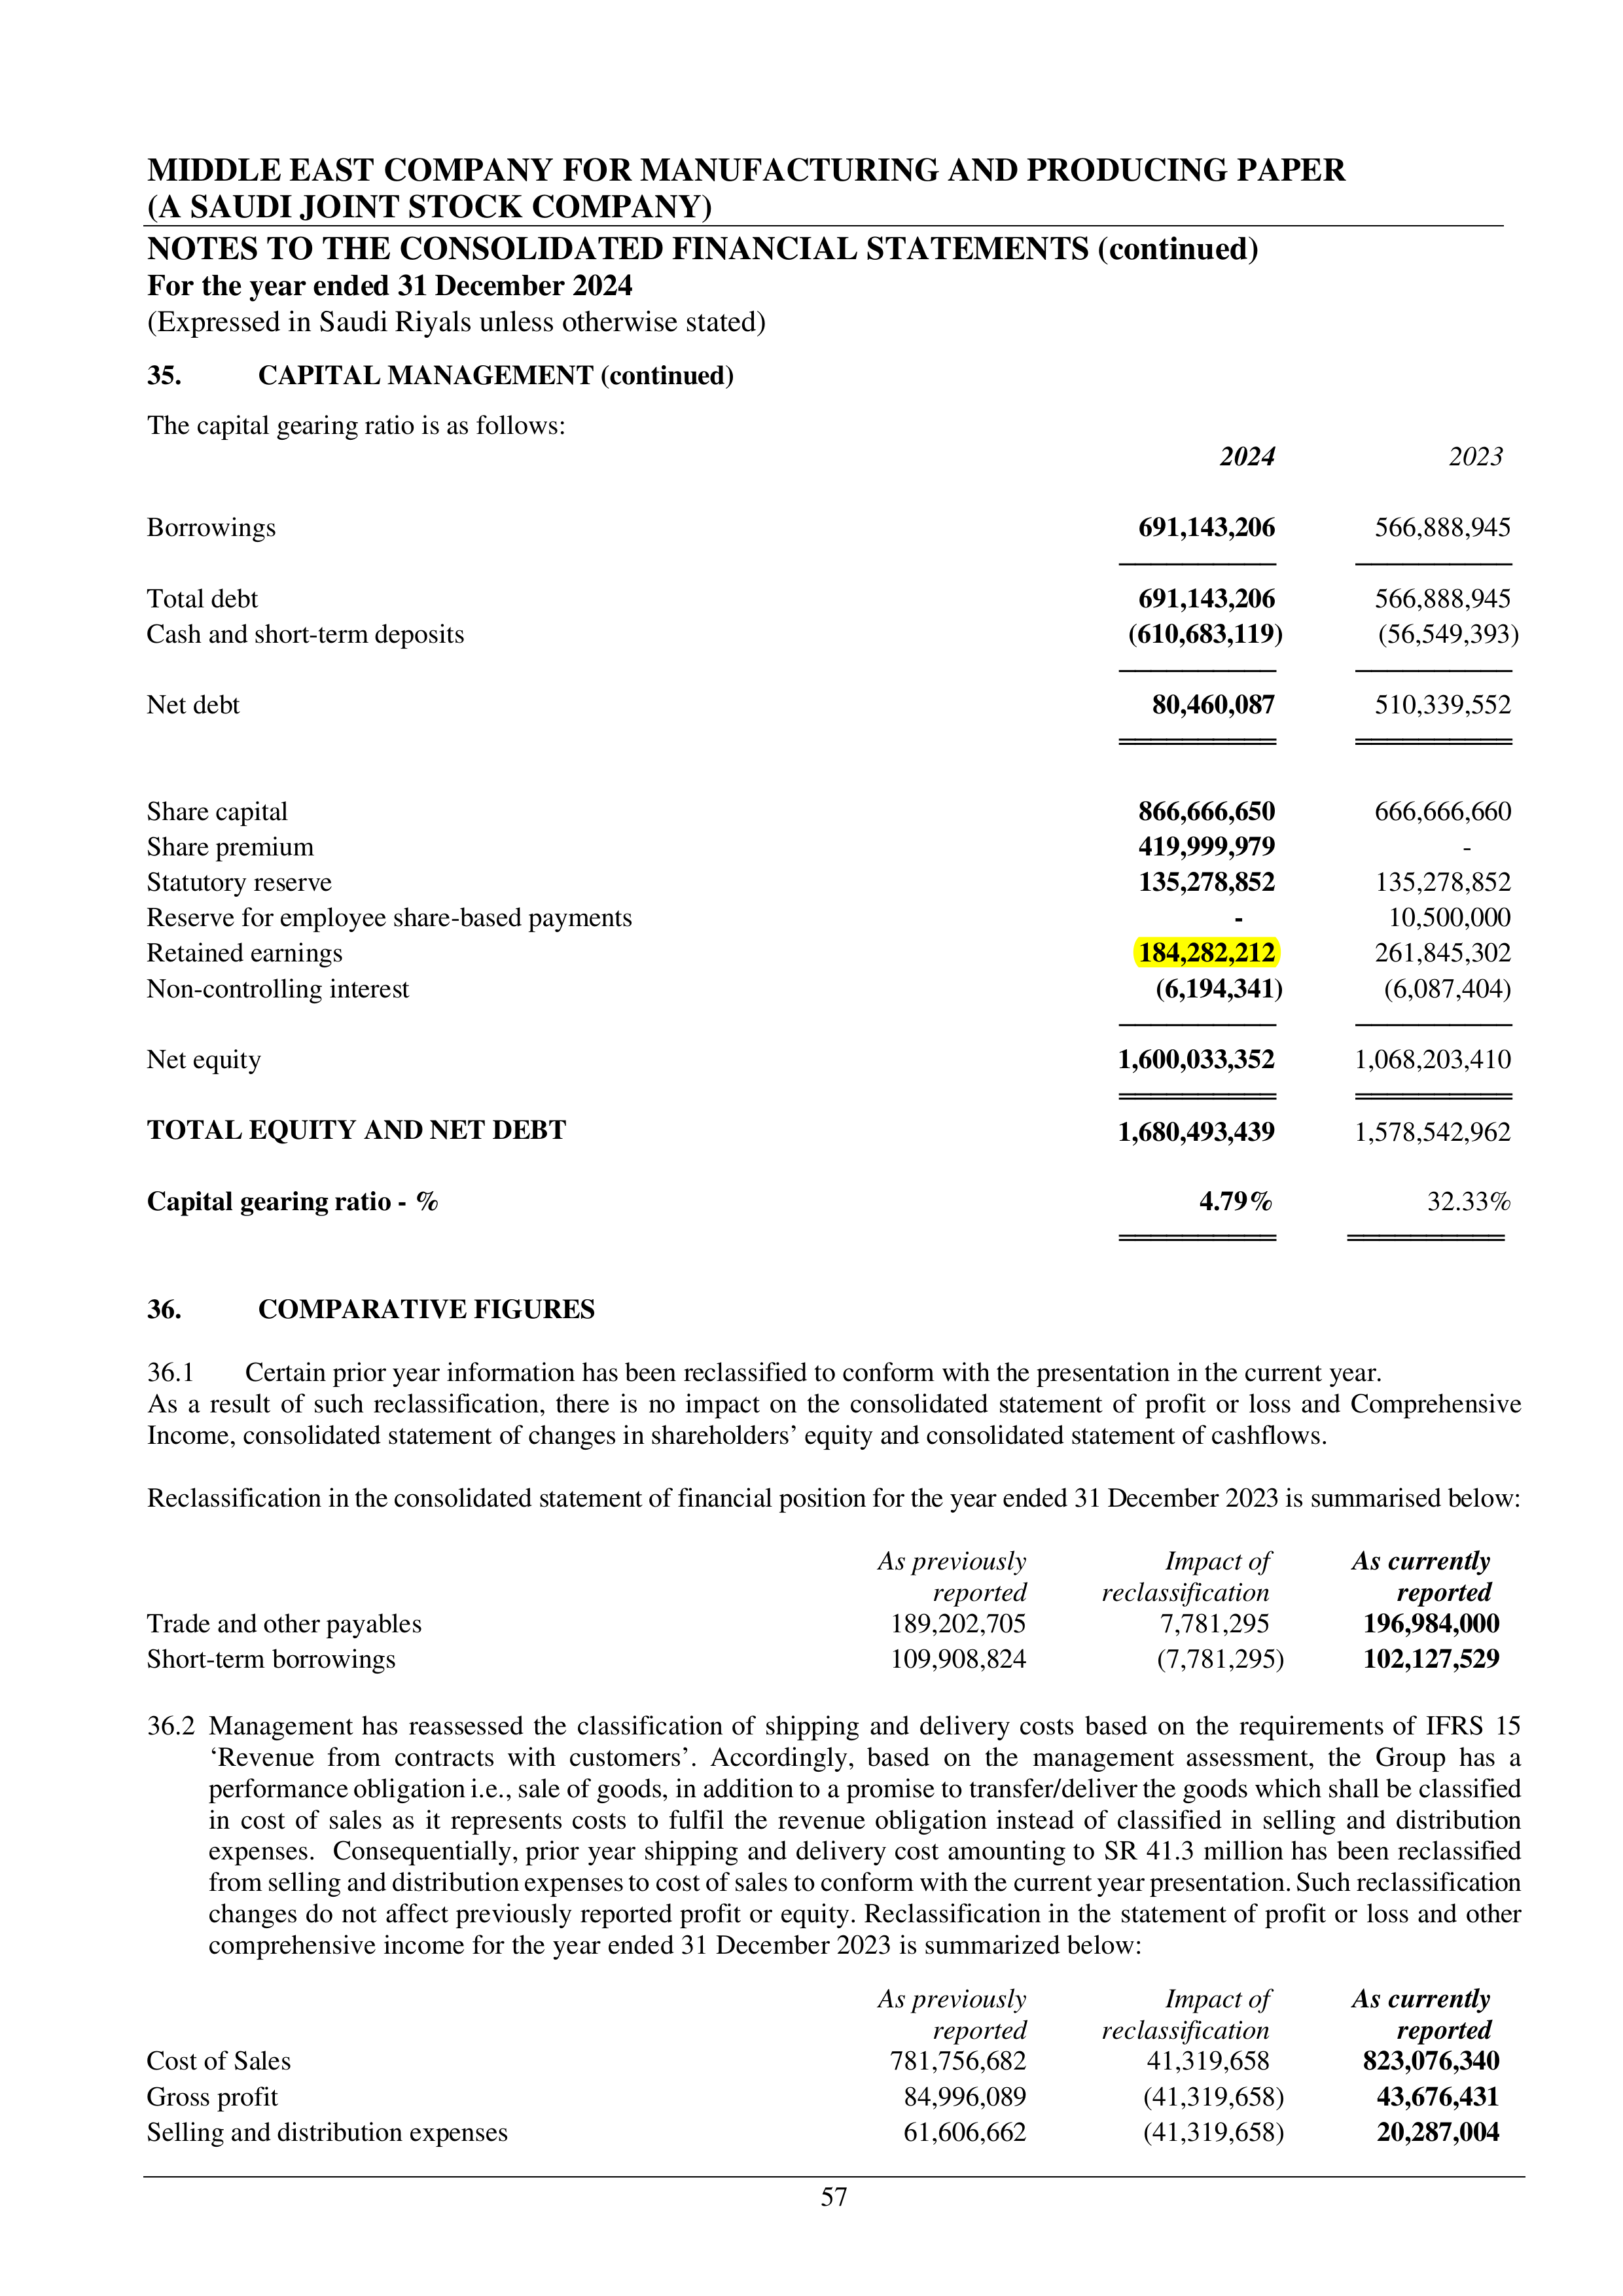 MIDDLE EAST COMPANY FOR MANUFACTURING AND PRODUCING PAPER
(A SAUDI JOINT STOCK COMPANY)
NOTES TO THE CONSOLIDATED FINANCIAL STATEMENTS (continued)
For the year ended 31 December 2024
(Expressed in Saudi Riyals unless otherwise stated)
35. CAPITAL MANAGEMENT (continued)
The capital gearing ratio is as follows:
2024 2023
Borrowings 691,143,206 566,888,945
Total debt 691,143,206 566,888,945
Cash and short-term deposits (610,683,119) (56,549,393)
Net debt 80,460,087 510,339,552
Share capital 866,666,650 666,666,660
Share premium 419,999,979 -
Statutory reserve 135,278,852 135,278,852
Reserve for employee share-based payments - 10,500,000
Retained earnings 184,282,212 261,845,302
Non-controlling interest (6,194,341) (6,087,404)
Net equity 1,600,033,352 1,068,203,410
TOTAL EQUITY AND NET DEBT 1,680,493,439 1,578,542,962
Capital gearing ratio - % 4.79% 32.33%
36. COMPARATIVE FIGURES
36.1 Certain prior year information has been reclassified to conform with the presentation in the current year.
As a result of such reclassification, there is no impact on the consolidated statement of profit or loss and Comprehensive
Income, consolidated statement of changes in shareholders’ equity and consolidated statement of cashflows.
Reclassification in the consolidated statement of financial position for the year ended 31 December 2023 is summarised below:
As previously Impact of As currently
reported reclassification reported
Trade and other payables 189,202,705 7,781,295 196,984,000
Short-term borrowings 109,908,824 (7,781,295) 102,127,529
36.2 Management has reassessed the classification of shipping and delivery costs based on the requirements of IFRS 15
‘Revenue from contracts with customers’. Accordingly, based on the management assessment, the Group has a
performance obligation i.e., sale of goods, in addition to a promise to transfer/deliver the goods which shall be classified
in cost of sales as it represents costs to fulfil the revenue obligation instead of classified in selling and distribution
expenses. Consequentially, prior year shipping and delivery cost amounting to SR 41.3 million has been reclassified
from selling and distribution expenses to cost of sales to conform with the current year presentation. Such reclassification
changes do not affect previously reported profit or equity. Reclassification in the statement of profit or loss and other
comprehensive income for the year ended 31 December 2023 is summarized below:
As previously Impact of As currently
reported reclassification reported
Cost of Sales 781,756,682 41,319,658 823,076,340
Gross profit 84,996,089 (41,319,658) 43,676,431
Selling and distribution expenses 61,606,662 (41,319,658) 20,287,004
57